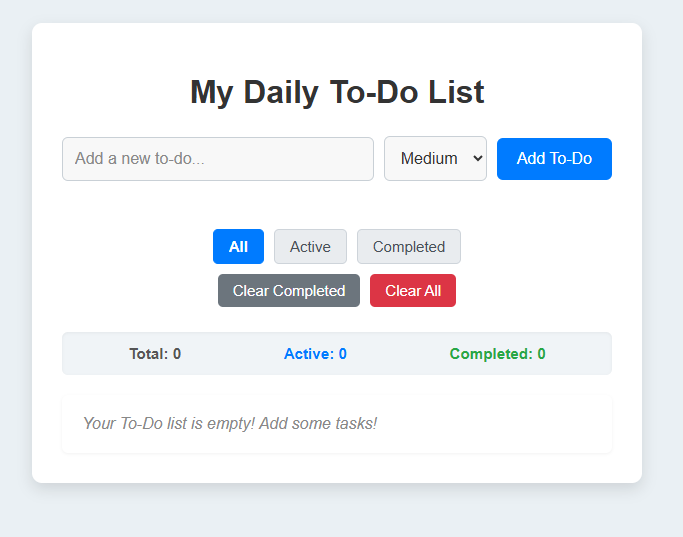 My Daily To-Do List
Add a new to-do... Medium Add To-Do
All Active Completed
Clear Completed Clear All
Total: 0 Active: 0 Completed: 0
Your To-Do list is empty! Add some tasks!